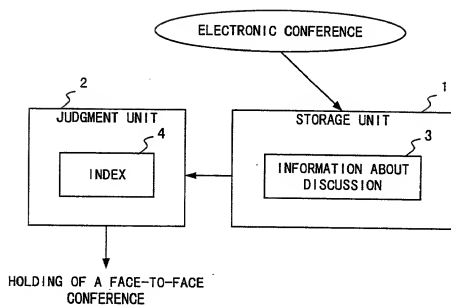 ELECTRONIC CONFERENCE
2
1
JUDGMENT UNIT
STORAGE UNIT
4
3
INDEX
INFORMATION ABOUT
DISCUSSION
HOLDING OF A FACE-TO-FACE
CONFERENCE